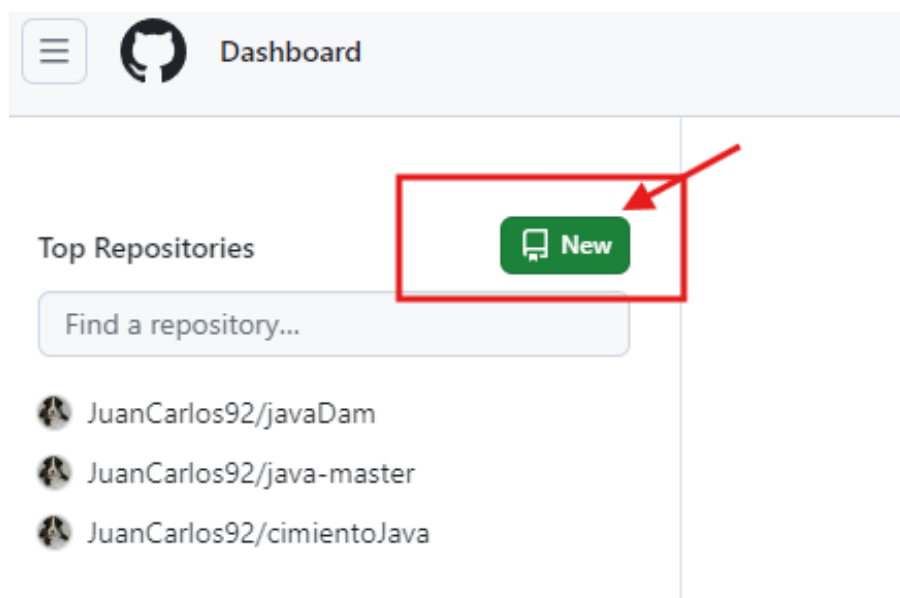 Dashboard
Top Repositories
New
Find a repository...
JuanCarlos92/javaDam
JuanCarlos92/java-master
JuanCarlos92/cimientoJava